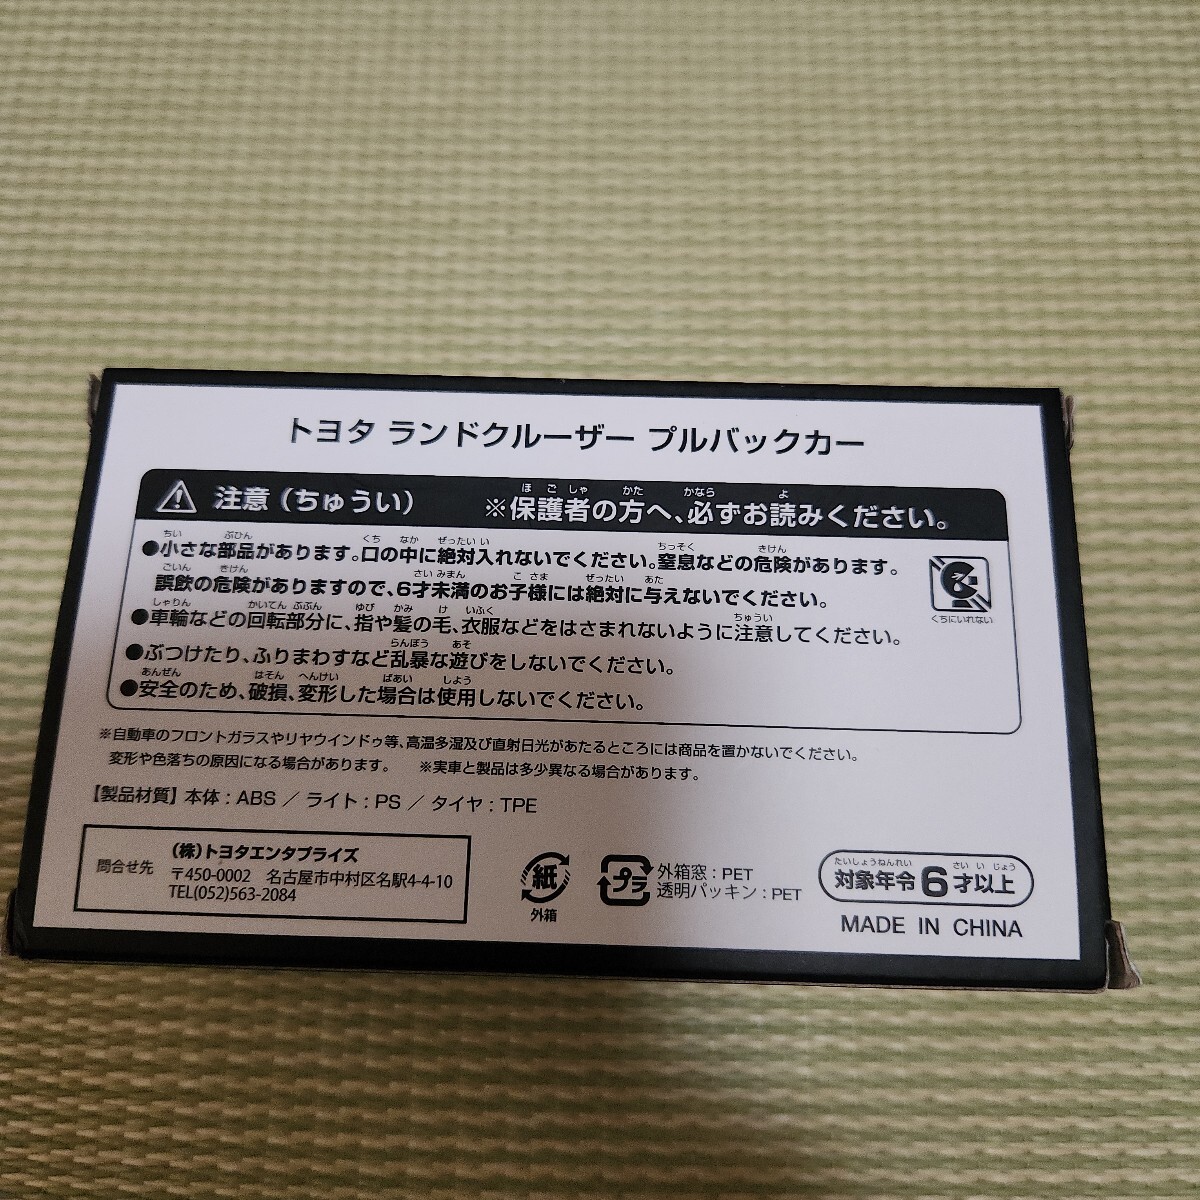 トヨタ ランドクルーザー プルバックカー
注意（ちゅうい） ※保護者の方へ、必ずお読みください。
●小さな部品があります。口の中に絶対入れないでください。窒息などの危険があります。
誤飲の危険がありますので、6才未満のお子様には絶対に与えないでください。
●車輪などの回転部分に、指や髪の毛、衣服などをはさまれないように注意してください。
●ぶつけたり、ふりまわすなど乱暴な遊びをしないでください。
●安全のため、破損、変形した場合は使用しないでください。
くちにいれない
※自動車のフロントガラスやリヤウインドゥ等、高温多湿及び直射日光があたるところには商品を置かないでください。
変形や色落ちの原因になる場合があります。 ※実車と製品は多少異なる場合があります。
【製品材質】本体：ABS ／ ライト：PS ／ タイヤ：TPE
問合せ先
（株）トヨタエンタプライズ
〒450-0002 名古屋市中村区名駅4-4-10
TEL(052)563-2084
紙
外箱
プラ
外箱窓：PET
透明パッキン：PET
対象年令6才以上
MADE IN CHINA